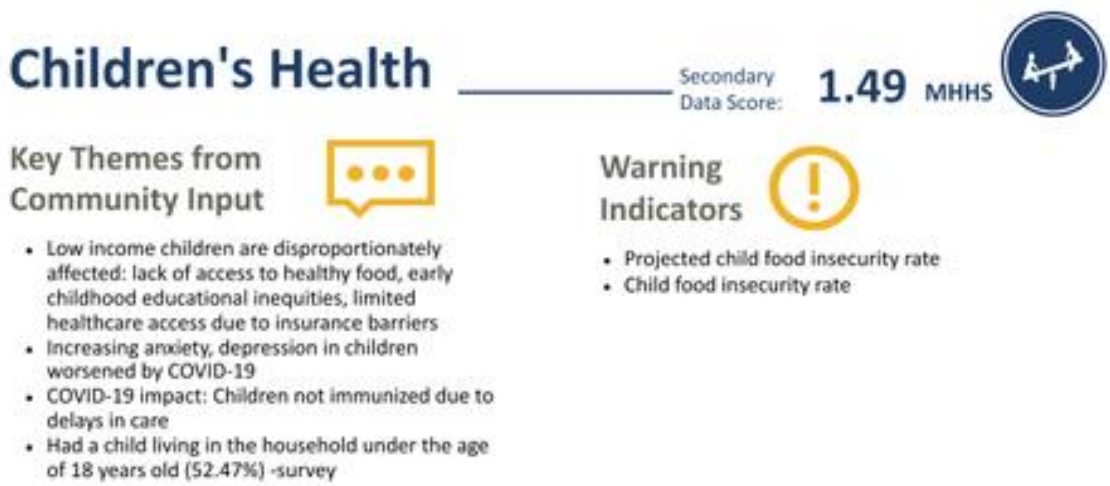 Children's Health
Secondary
Data Score:
1.49 MHHS
Key Themes from
Community Input
• Low income children are disproportionately
affected: lack of access to healthy food, early
childhood educational inequities, limited
healthcare access due to insurance barriers
• Increasing anxiety, depression in children
worsened by COVID-19
• COVID-19 impact: Children not immunized due to
delays in care
• Had a child living in the household under the age
of 18 years old (52.47%) -survey
Warning
Indicators
• Projected child food insecurity rate
• Child food insecurity rate